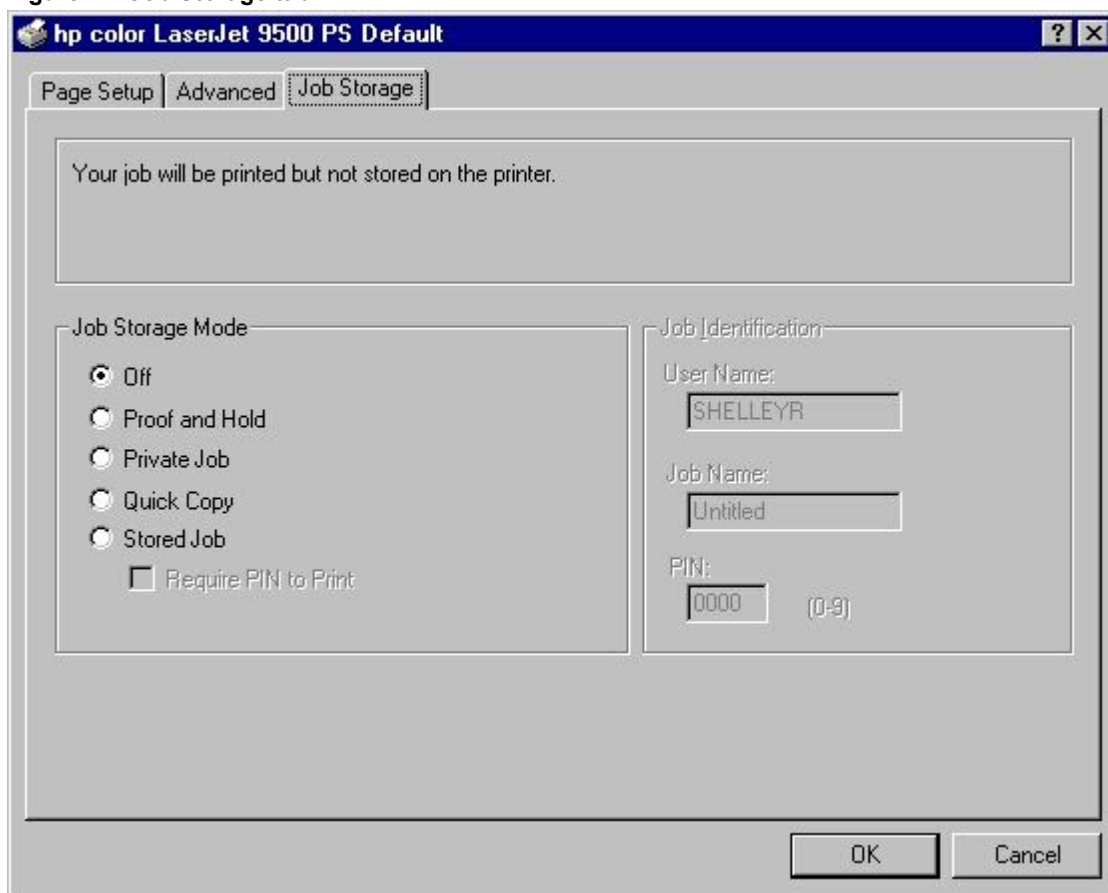 hp color LaserJet 9500 PS Default
Page Setup
Advanced
Job Storage
Your job will be printed but not stored on the printer.
Job Storage Mode
Off
Proof and Hold
Private Job
Quick Copy
Stored Job
Require PIN to Print
Job Identification
User Name:
SHELLEYR
Job Name:
Untitled
PIN:
0000 (0-9)
OK
Cancel